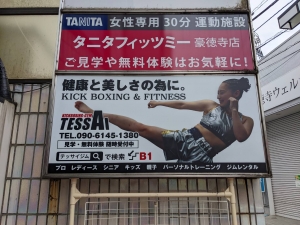 TANITA 女性専用 30分 運動施設
タニタフィッツミー 豪徳寺店
ご見学や無料体験はお気軽に!
健康と美しさの為に。
KICK BOXING & FITNESS
TESSAI
TEL.090-6145-1380
見学・無料体験 随時受付中
テッサイジム で検索 B1
プロ レディース シニア キッズ 親子 パーソナルトレーニング ジムレンタル
寺ウェル